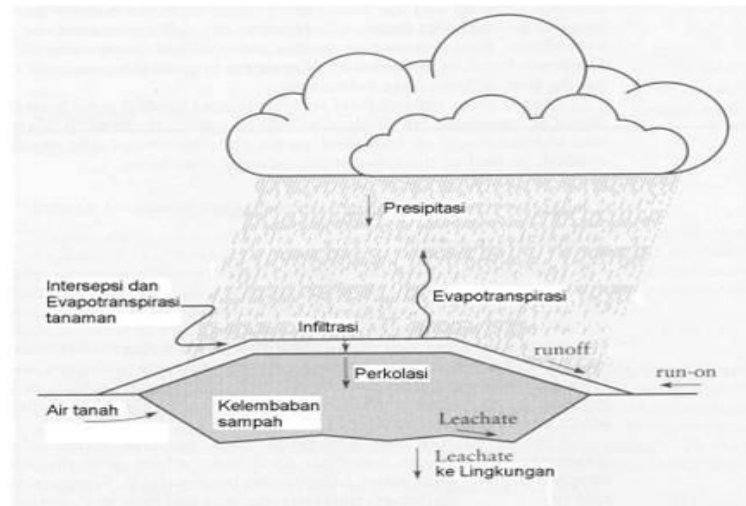 Presipitasi
Intersepsi dan
Evapotranspirasi
tanaman
Evapotranspirasi
Infiltrasi
runoff
run-on
Perkolasi
Air tanah
Kelembaban
sampah
Leachate
Leachate
ke Lingkungan